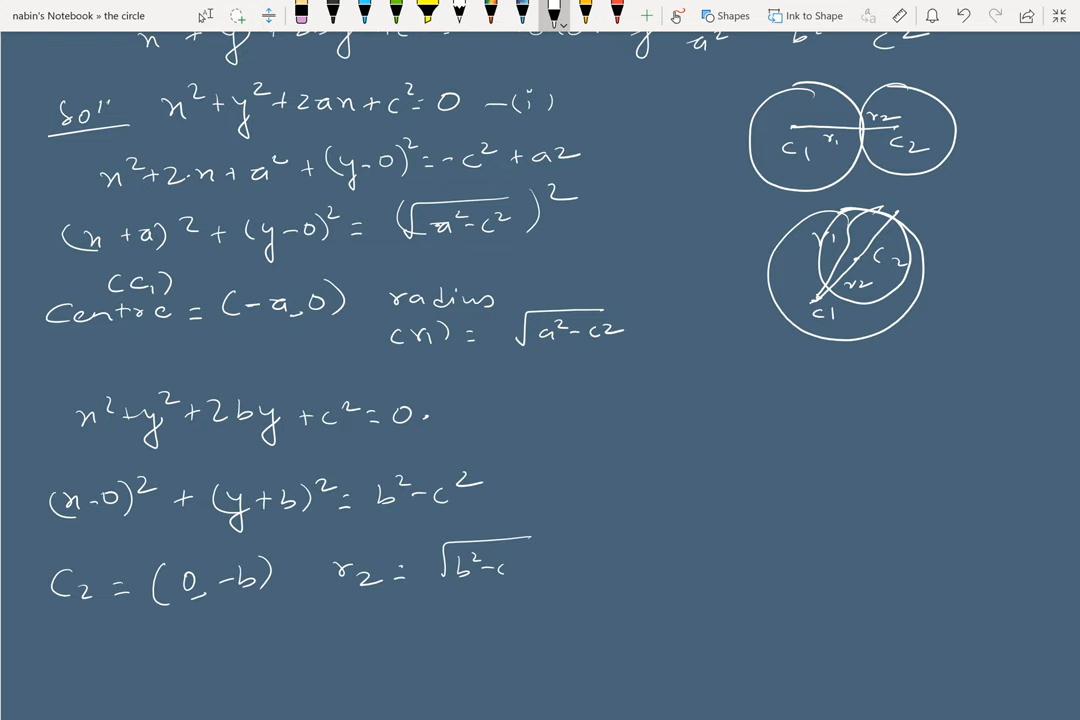 nabin's Notebook » the circle
Shapes
Ink to Shape
Solⁿ x² + y² + 2ax + c² = 0 —(i)
x² + 2·x + a² + (y-0)² = -c² + a2
(x + a)² + (y-0)² = (√a²-c²)²
(C1)
Centre = (-a, 0) radius
(r1) = √a²-c2
x² + y² + 2by + c² = 0.
(x-0)² + (y+b)² = b² - c²
C2 = (0, -b) r2 = √b²-c
C1 r1 r2 C2
r1 C2
r2
C1